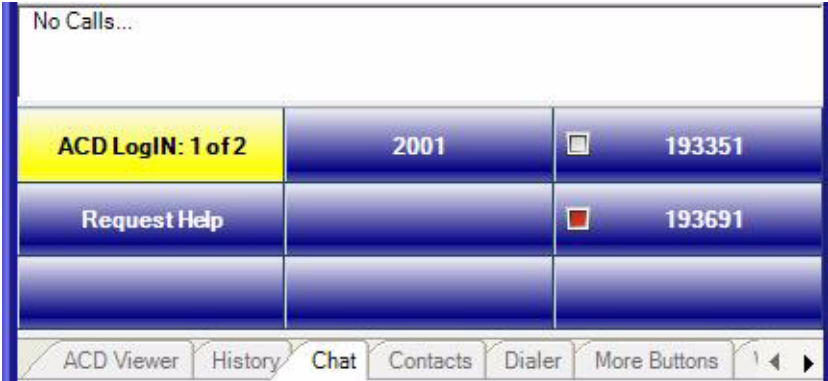 No Calls...
ACD LogIN: 1 of 2 2001 193351
Request Help 193691
ACD Viewer History Chat Contacts Dialer More Buttons